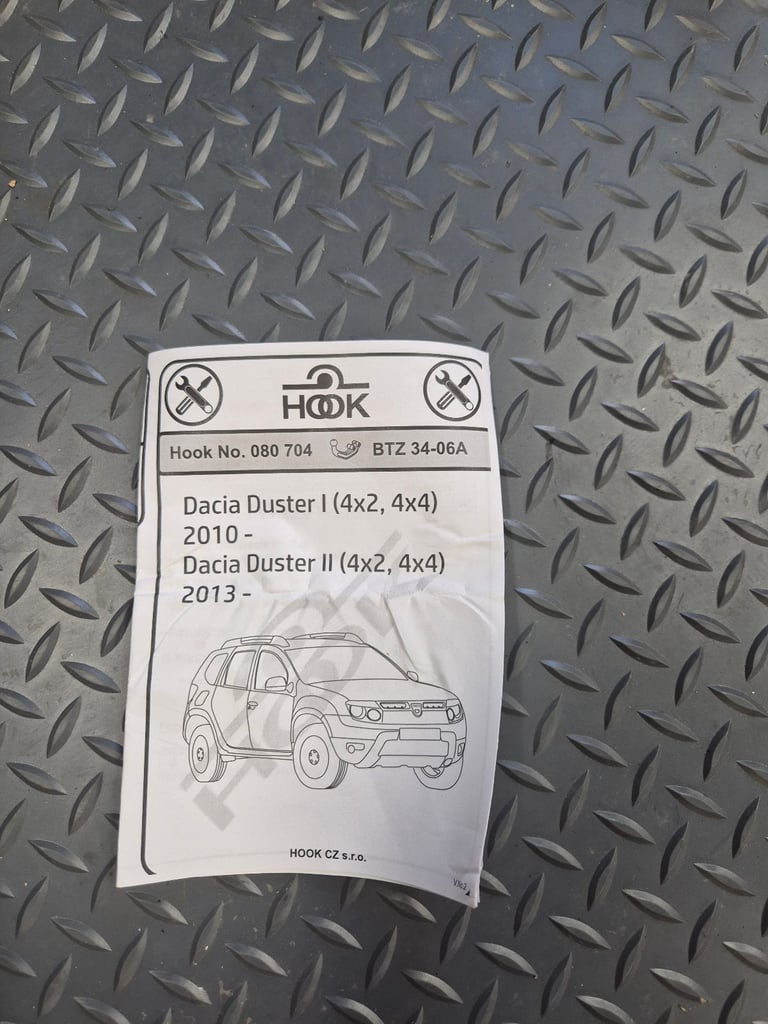 HOOK
Hook No. 080 704 BTZ 34-06A
Dacia Duster I (4x2, 4x4)
2010 -
Dacia Duster II (4x2, 4x4)
2013 -
HOOK
HOOK CZ s.r.o.